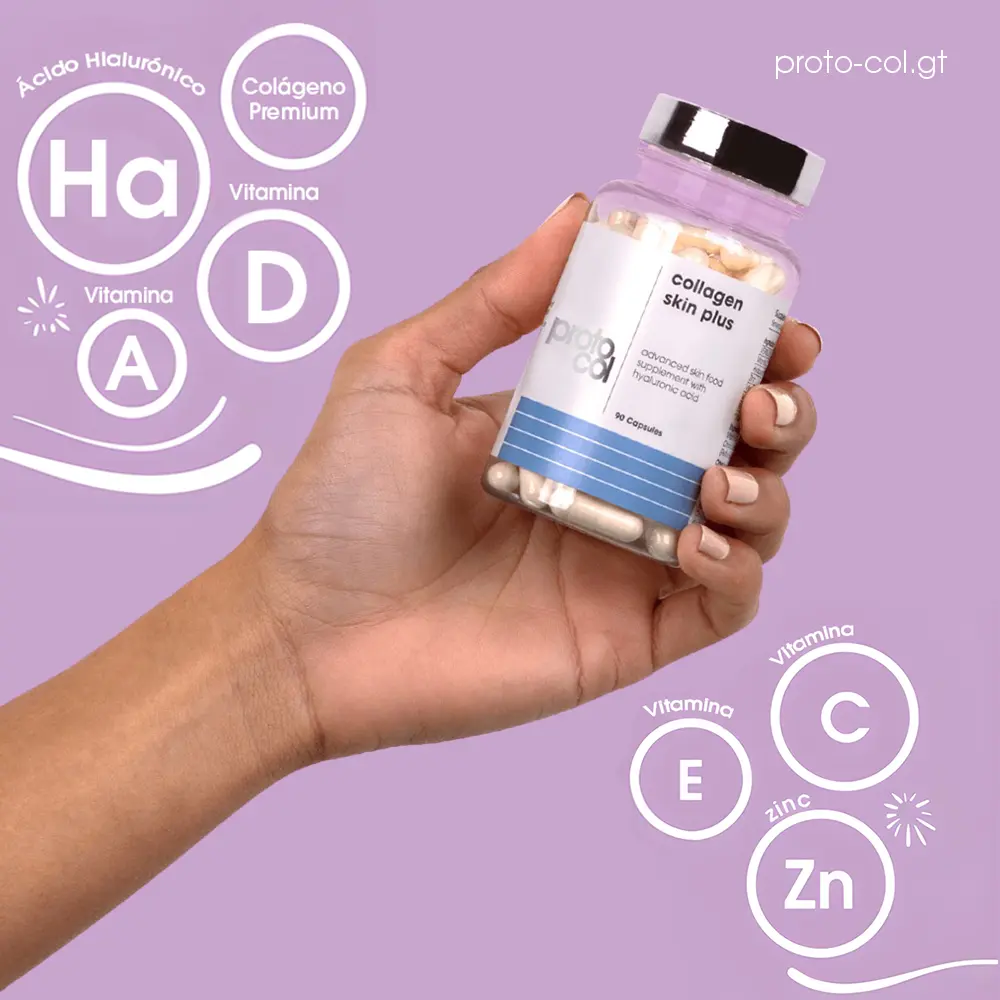 proto-col.gt
Ácido Hialurónico
Ha
Colágeno
Premium
Vitamina
D
Vitamina
A
proto
col
collagen
skin plus
advanced skin food
supplement with
hyaluronic acid
90 Capsules
Vitamina
C
Vitamina
E
zinc
Zn